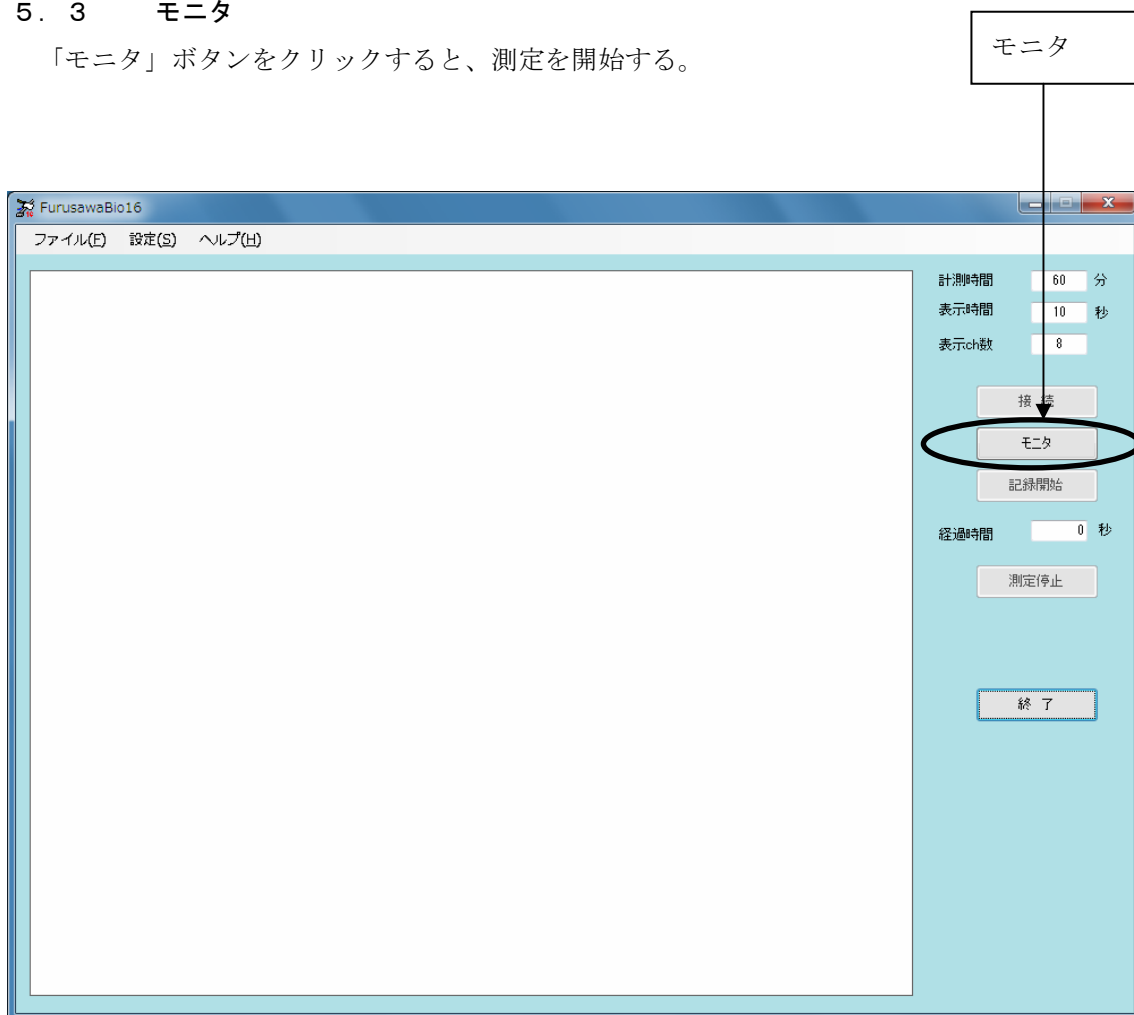 ５．３　モニタ
「モニタ」ボタンをクリックすると、測定を開始する。
モニタ
FurusawaBio16
ファイル(F) 設定(S) ヘルプ(H)
計測時間 60 分
表示時間 10 秒
表示ch数 8
接 続
モニタ
記録開始
経過時間 0 秒
測定停止
終 了